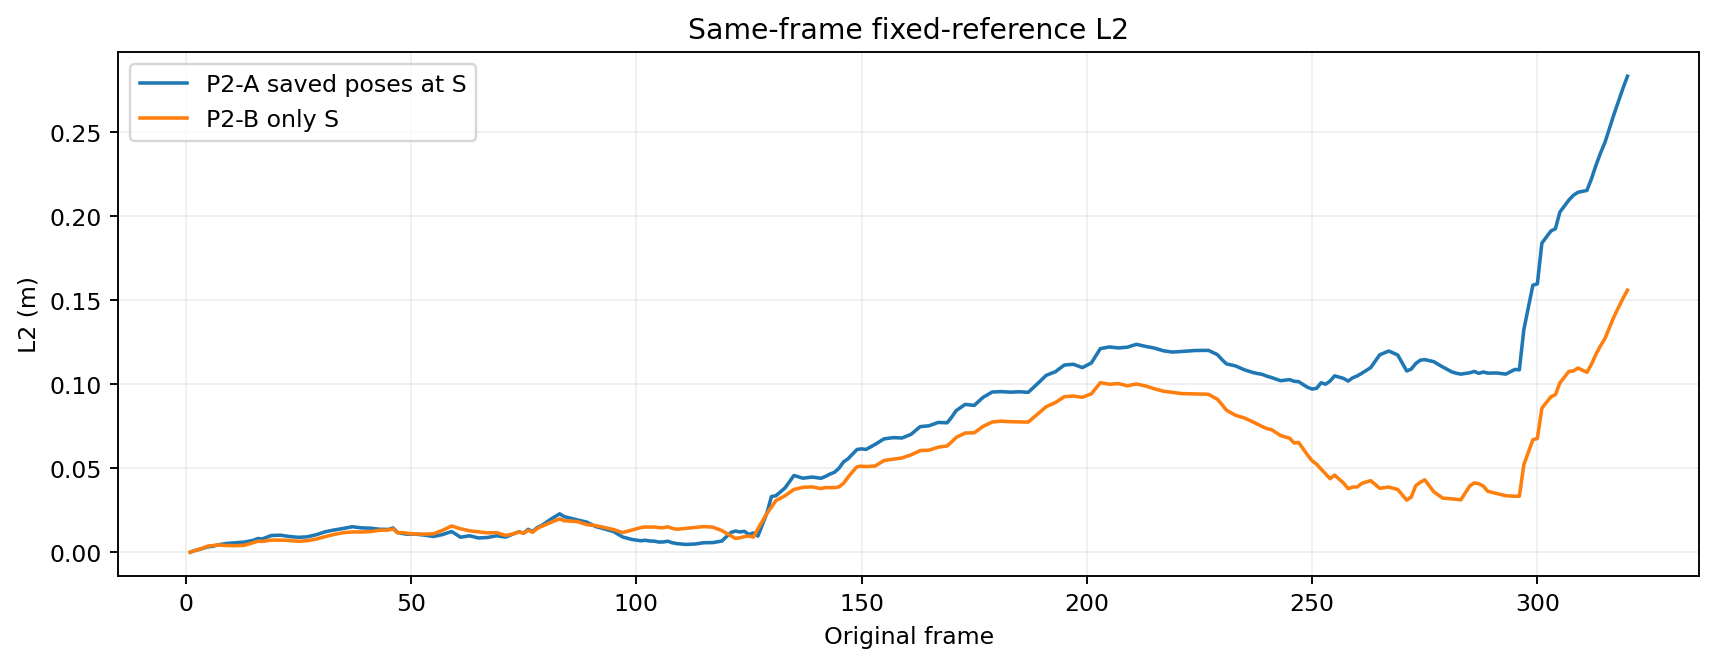 Same-frame fixed-reference L2
P2-A saved poses at S
P2-B only S
L2 (m)
0.25
0.20
0.15
0.10
0.05
0.00
0 50 100 150 200 250 300
Original frame